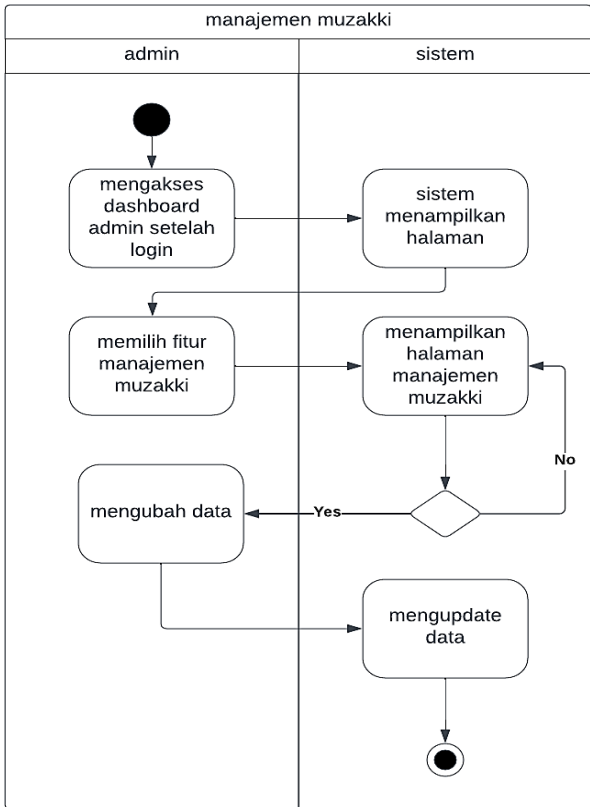 manajemen muzakki
admin
sistem
mengakses
dashboard
admin setelah
login
sistem
menampilkan
halaman
memilih fitur
manajemen
muzakki
menampilkan
halaman
manajemen
muzakki
No
Yes
mengubah data
mengupdate
data